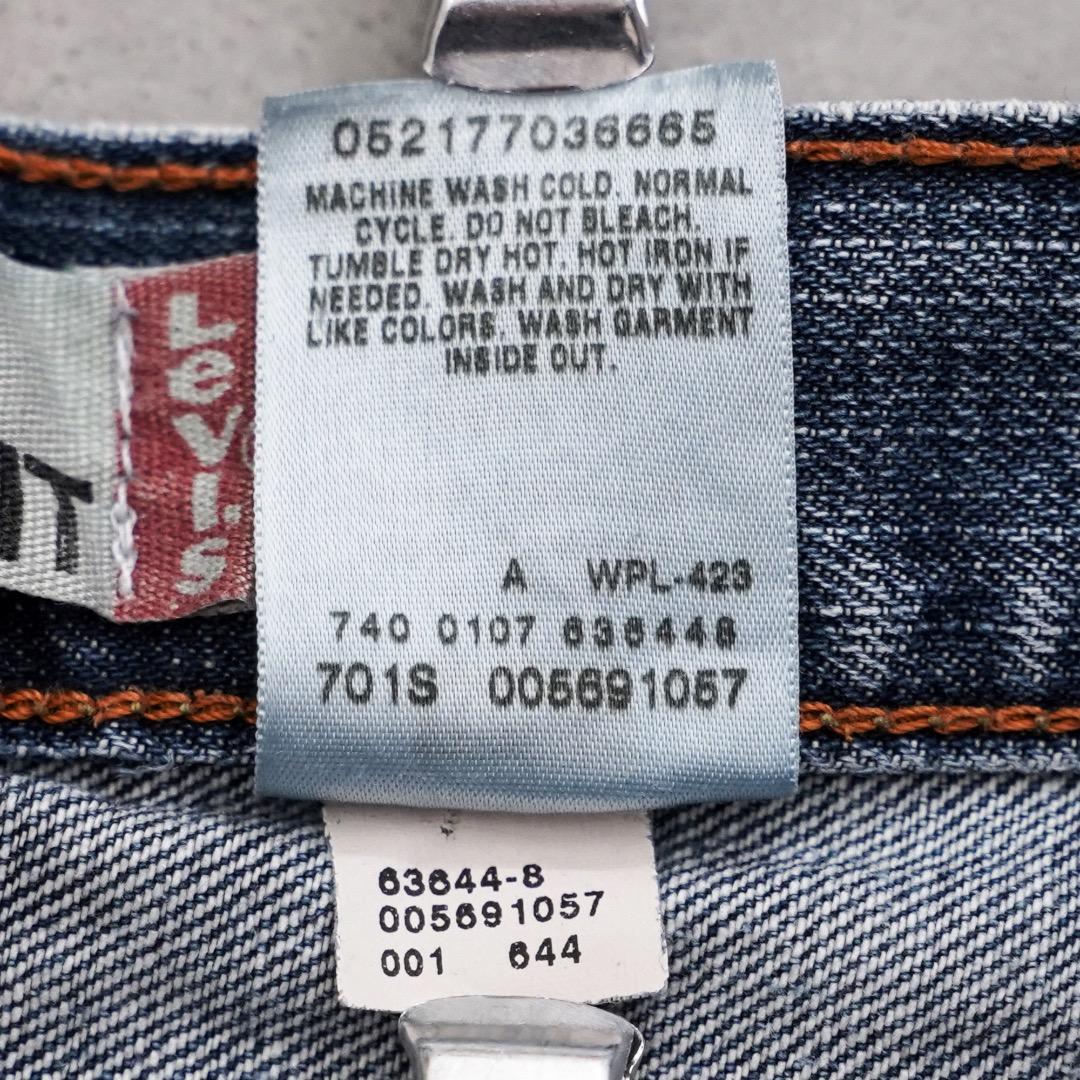 052177036665
MACHINE WASH COLD. NORMAL
CYCLE. DO NOT BLEACH.
TUMBLE DRY HOT. HOT IRON IF
NEEDED. WASH AND DRY WITH
LIKE COLORS. WASH GARMENT
INSIDE OUT.
A WPL-423
740 0107 636448
701S 005691057
Levi's
63644-8
005691057
001 644